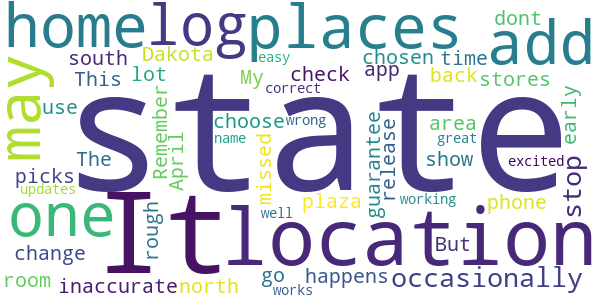 home log places add
south Dakota dont
This lot My check app chosen time back stores
may state
use Remember April choose area early
The name wrong correct easy
picks missed guarantee release show great excited
updates one It location stop
rough plaza working phone
change well But
room inaccurate north go happens occasionally
works